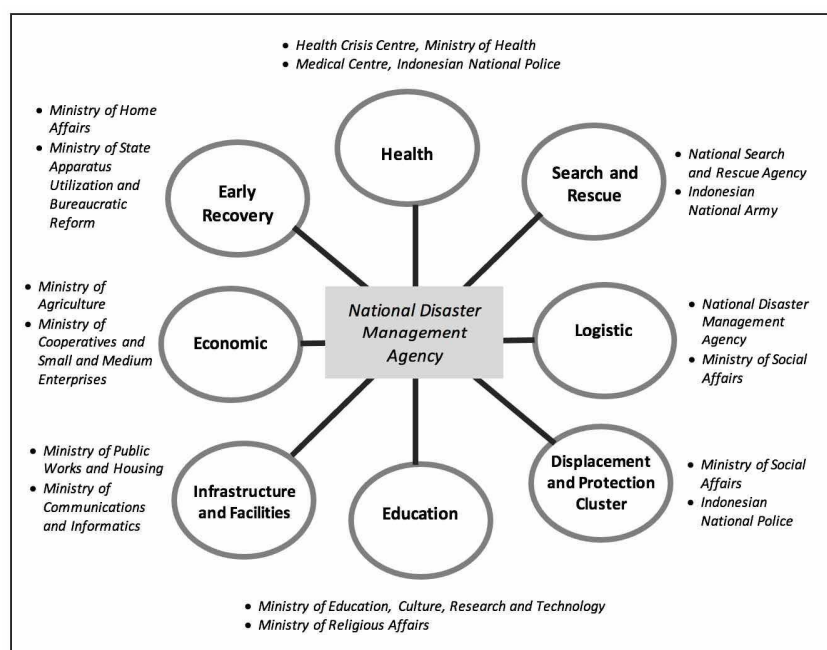 • Health Crisis Centre, Ministry of Health
• Medical Centre, Indonesian National Police
Health
• Ministry of Home
Affairs
• Ministry of State
Apparatus
Utilization and
Bureaucratic
Reform
Early
Recovery
Search and
Rescue
• National Search
and Rescue Agency
• Indonesian
National Army
• Ministry of
Agriculture
• Ministry of
Cooperatives and
Small and Medium
Enterprises
Economic
National Disaster
Management
Agency
Logistic
• National Disaster
Management
Agency
• Ministry of Social
Affairs
• Ministry of Public
Works and Housing
• Ministry of
Communications
and Informatics
Infrastructure
and Facilities
Education
Displacement
and Protection
Cluster
• Ministry of Social
Affairs
• Indonesian
National Police
• Ministry of Education, Culture, Research and Technology
• Ministry of Religious Affairs